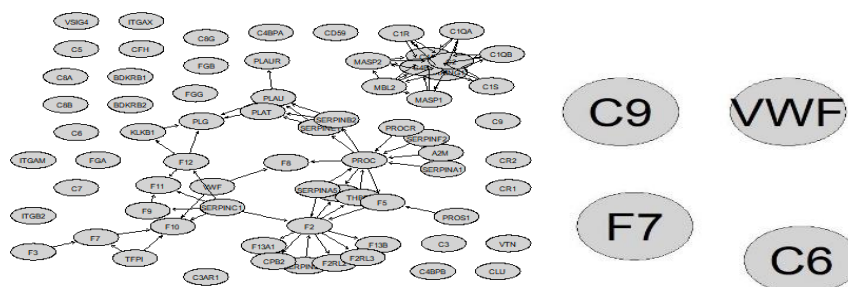 VSIG4
ITGAX
C8G
C4BPA
CD59
C1R
C1QA
C5
CFH
PLAUR
MASP2
C1QB
FGB
C8A
BDKRB1
MBL2
C1S
FGG
PLAU
MASP1
C8B
BDKRB2
PLAT
SERPINB2
PLG
C9
C6
KLKB1
PROCR
SERPINF2
ITGAM
FGA
F12
F8
PROC
A2M
CR2
SERPINA1
C7
F11
VWF
SERPINA5
CR1
F9
SERPINC1
F5
ITGB2
F10
F2
PROS1
F7
F3
TFPI
F13A1
F13B
C3
VTN
CPB2
F2RL3
C3AR1
C4BPB
CLU
C9
VWF
F7
C6